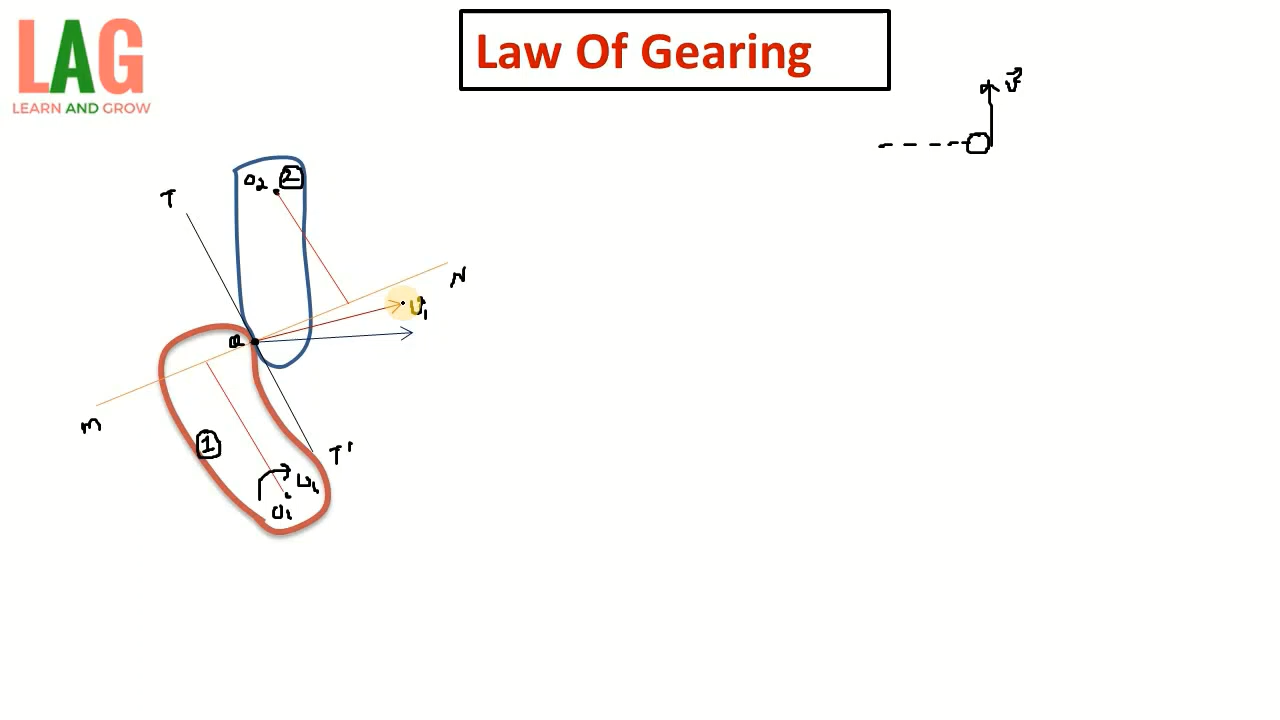 LAG
LEARN AND GROW
Law Of Gearing
v
T
O2 2
N
v1
Q
M
1
T'
ω1
O1